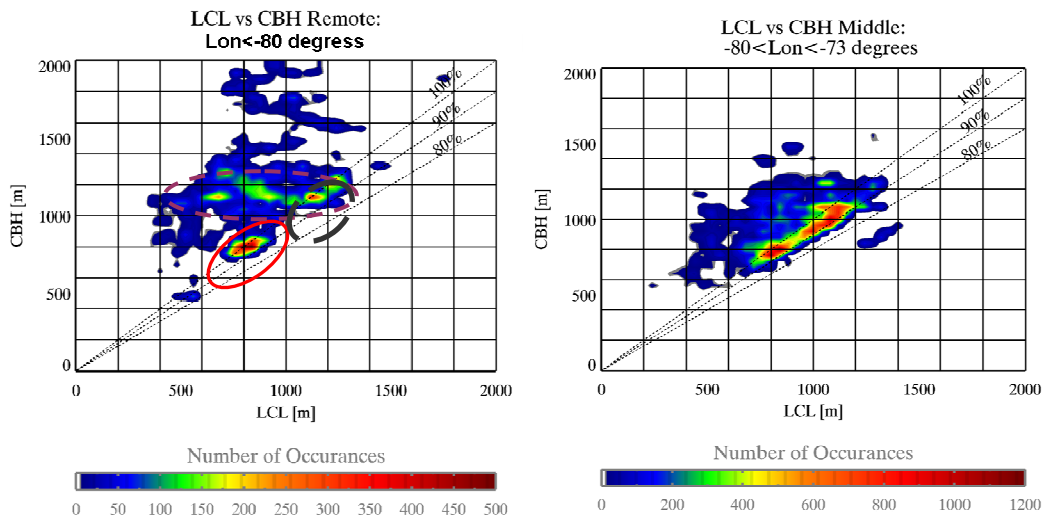 LCL vs CBH Remote:
Lon<-80 degress
2000
1500
1000
500
0
CBH [m]
100%
90%
80%
0 500 1000 1500 2000
LCL [m]
Number of Occurances
0 50 100 150 200 250 300 350 400 450 500
LCL vs CBH Middle:
-80<Lon<-73 degrees
2000
1500
1000
500
0
CBH [m]
100%
90%
80%
0 500 1000 1500 2000
LCL [m]
Number of Occurances
0 200 400 600 800 1000 1200